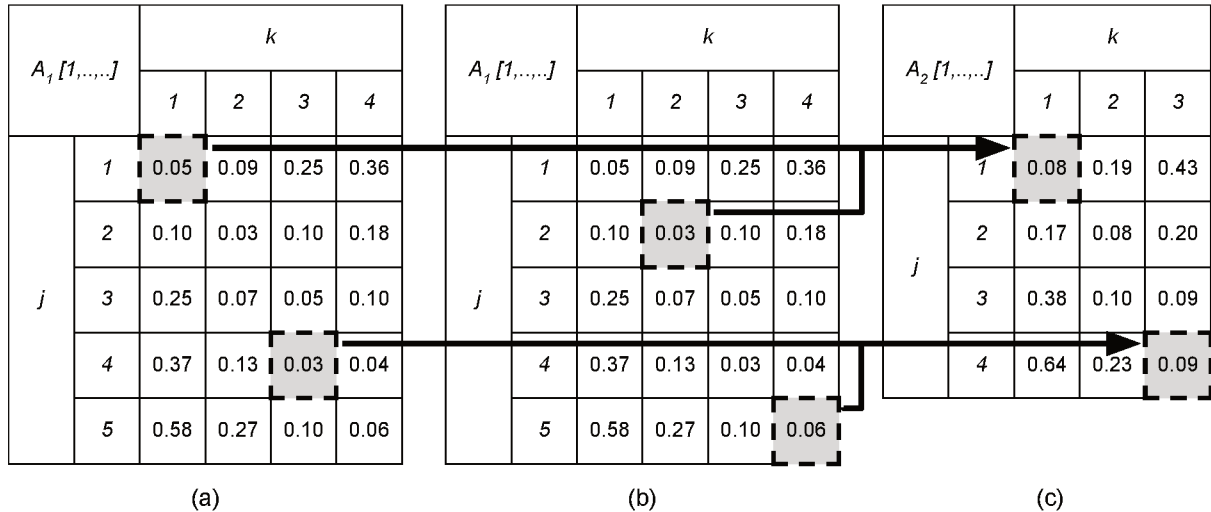 A1 [1,..,..] k
1 2 3 4
j 1 0.05 0.09 0.25 0.36
2 0.10 0.03 0.10 0.18
3 0.25 0.07 0.05 0.10
4 0.37 0.13 0.03 0.04
5 0.58 0.27 0.10 0.06
(a)
A1 [1,..,..] k
1 2 3 4
j 1 0.05 0.09 0.25 0.36
2 0.10 0.03 0.10 0.18
3 0.25 0.07 0.05 0.10
4 0.37 0.13 0.03 0.04
5 0.58 0.27 0.10 0.06
(b)
A2 [1,..,..] k
1 2 3
j 1 0.08 0.19 0.43
2 0.17 0.08 0.20
3 0.38 0.10 0.09
4 0.64 0.23 0.09
(c)